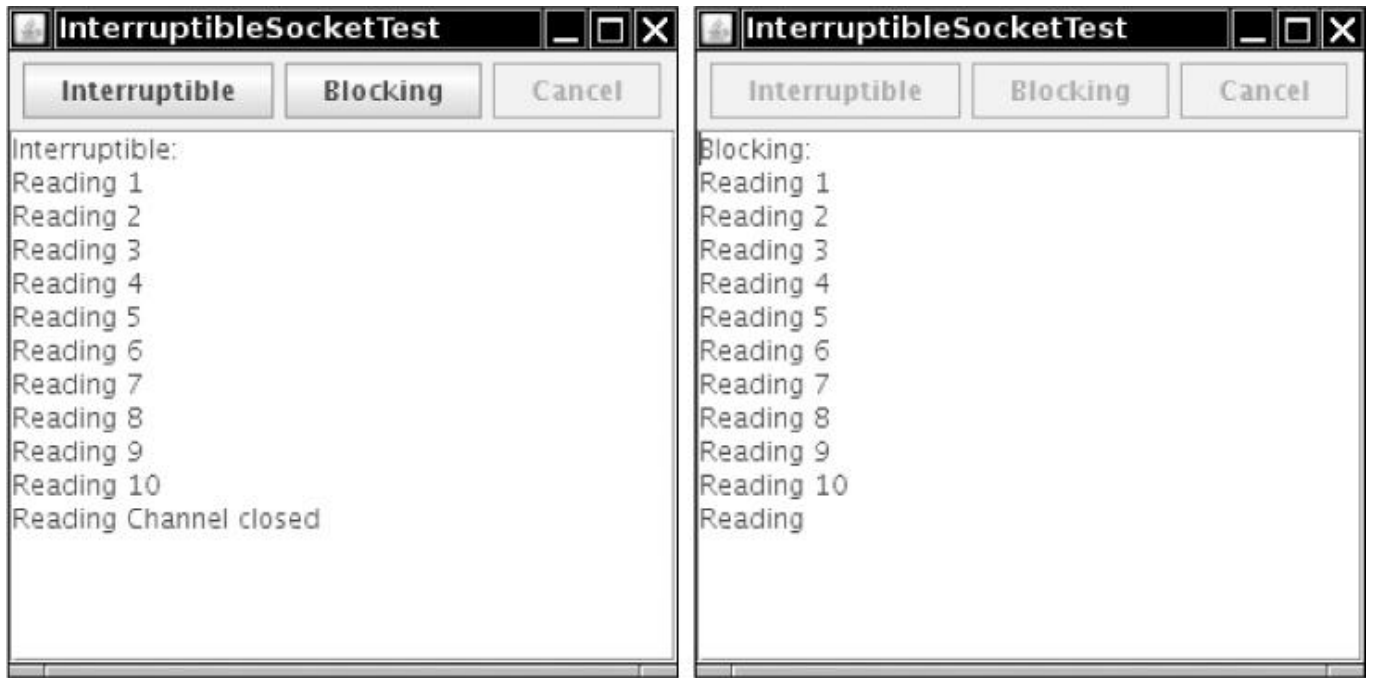 InterruptibleSocketTest
Interruptible Blocking Cancel
Interruptible:
Reading 1
Reading 2
Reading 3
Reading 4
Reading 5
Reading 6
Reading 7
Reading 8
Reading 9
Reading 10
Reading Channel closed
InterruptibleSocketTest
Interruptible Blocking Cancel
Blocking:
Reading 1
Reading 2
Reading 3
Reading 4
Reading 5
Reading 6
Reading 7
Reading 8
Reading 9
Reading 10
Reading